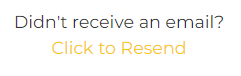 Didn't receive an email?
Click to Resend